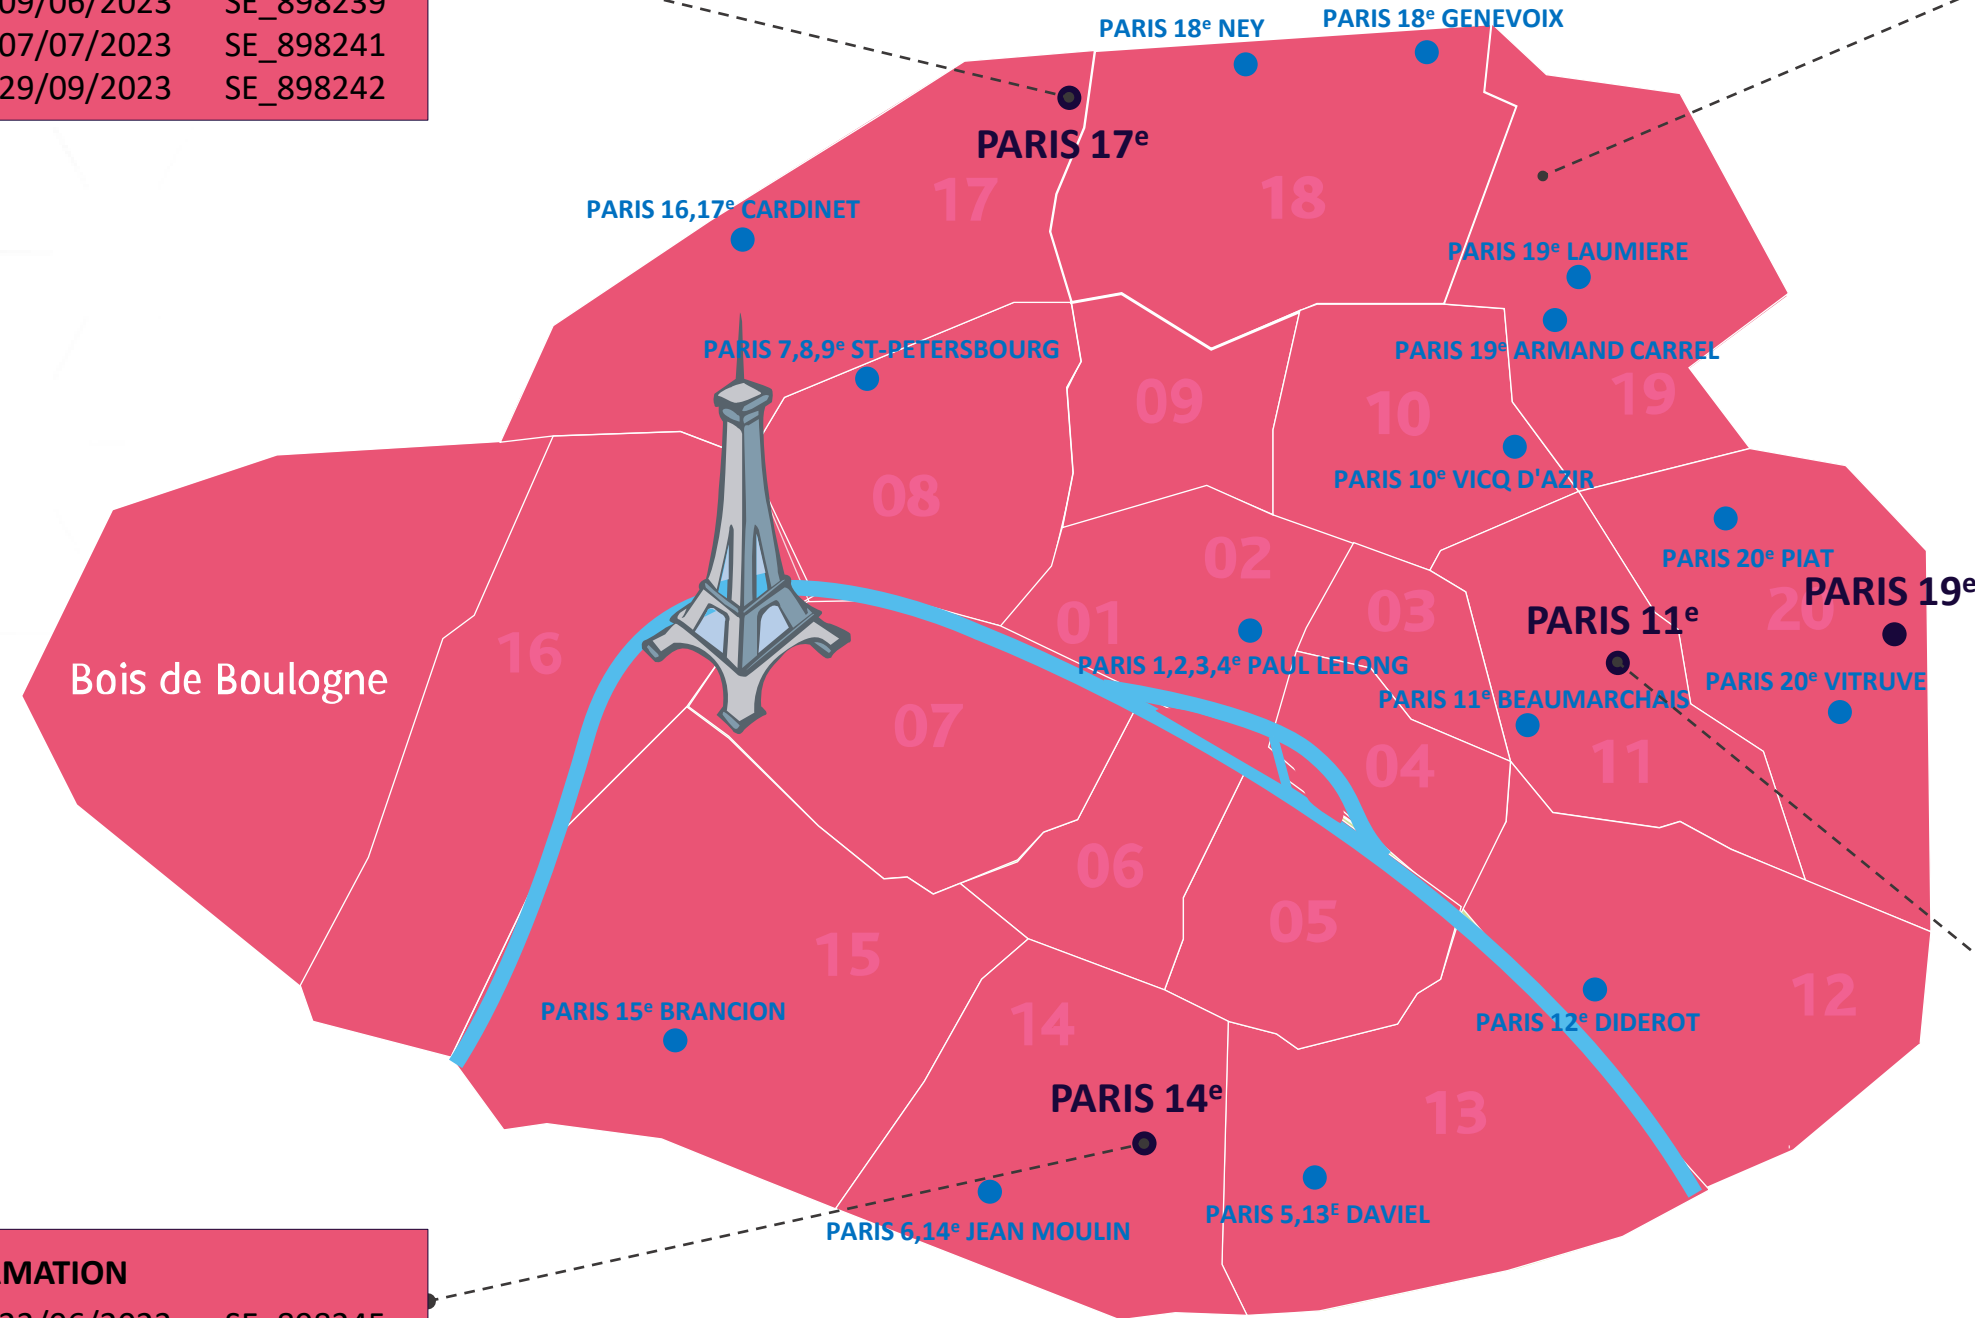 09/06/2023 SE_898239
07/07/2023 SE_898241
29/09/2023 SE_898242
PARIS 18e NEY
PARIS 18e GENEVOIX
PARIS 17e
17
18
PARIS 16,17e CARDINET
PARIS 19e LAUMIERE
PARIS 7,8,9e ST-PETERSBOURG
PARIS 19e ARMAND CARREL
09
10
19
08
PARIS 10e VICQ D'AZIR
02
PARIS 20e PIAT
PARIS 19e
01
03
PARIS 11e
20
16
Bois de Boulogne
PARIS 1,2,3,4e PAUL LELONG
PARIS 11e BEAUMARCHAIS
PARIS 20e VITRUVE
07
04
11
06
05
15
12
PARIS 15e BRANCION
14
PARIS 12e DIDEROT
PARIS 14e
13
PARIS 6,14e JEAN MOULIN
PARIS 5,13E DAVIEL
MATION